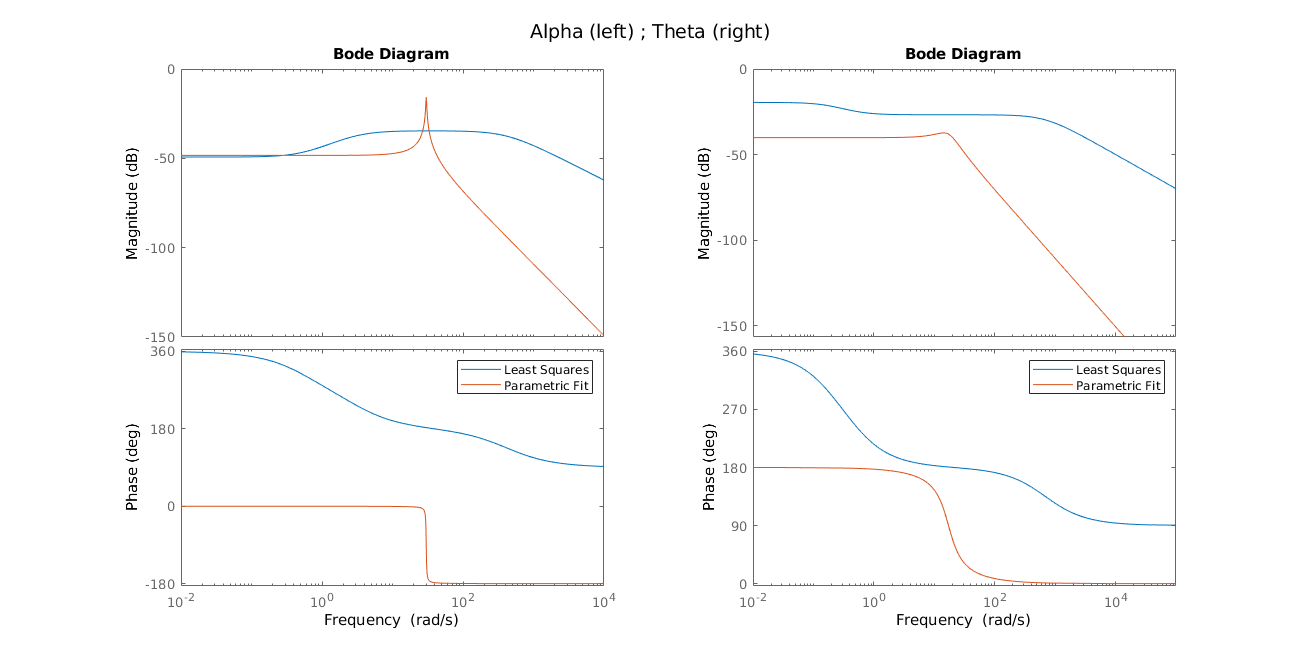 Alpha (left) ; Theta (right)
Bode Diagram
Magnitude (dB)
0
-50
-100
-150
Phase (deg)
360
180
0
-180
Least Squares
Parametric Fit
10^-2
10^0
10^2
10^4
Frequency (rad/s)
Bode Diagram
Magnitude (dB)
0
-50
-100
-150
Phase (deg)
360
270
180
90
0
Least Squares
Parametric Fit
10^-2
10^0
10^2
10^4
Frequency (rad/s)